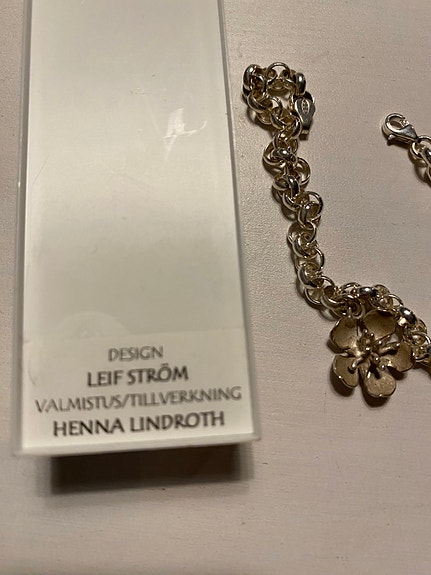 DESIGN
LEIF STRÖM
VALMISTUS/TILLVERKNING
HENNA LINDROTH